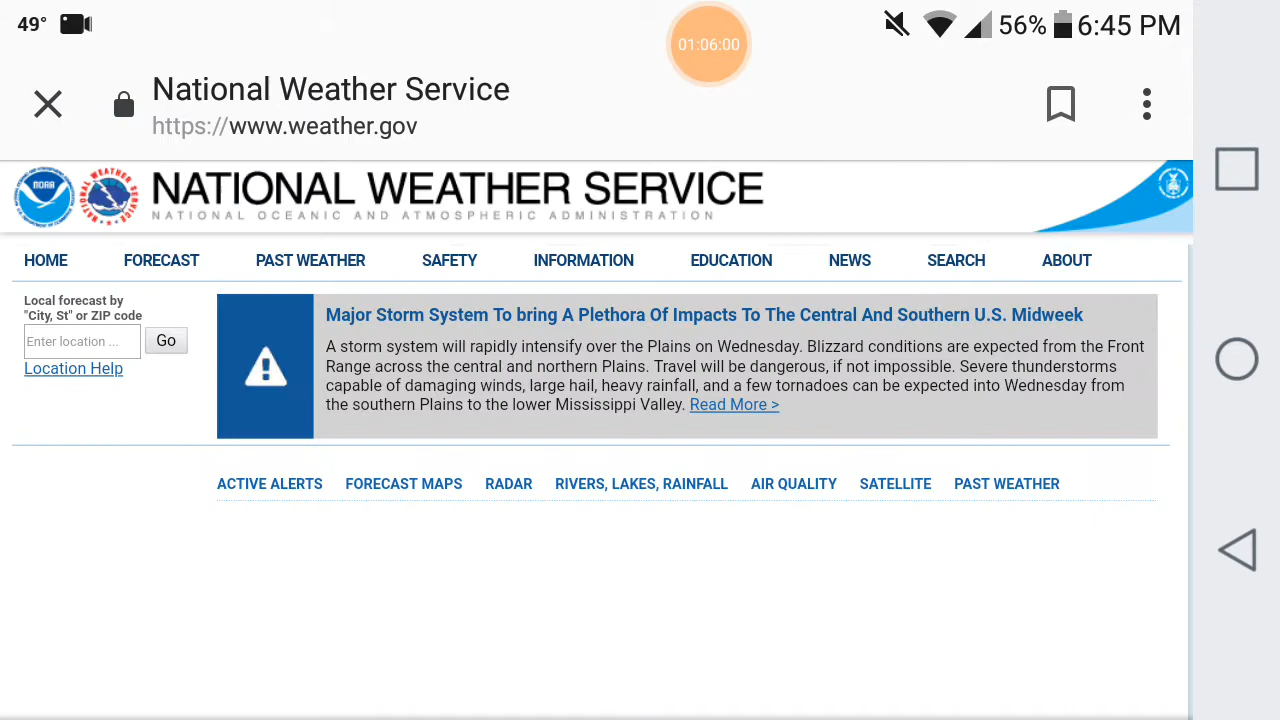 49°
01:06:00
56%
6:45 PM
National Weather Service
https://www.weather.gov
NOAA
NATIONAL WEATHER SERVICE
NATIONAL OCEANIC AND ATMOSPHERIC ADMINISTRATION
HOME FORECAST PAST WEATHER SAFETY INFORMATION EDUCATION NEWS SEARCH ABOUT
Local forecast by
"City, St" or ZIP code
Enter location ...
Go
Location Help
Major Storm System To bring A Plethora Of Impacts To The Central And Southern U.S. Midweek
A storm system will rapidly intensify over the Plains on Wednesday. Blizzard conditions are expected from the Front
Range across the central and northern Plains. Travel will be dangerous, if not impossible. Severe thunderstorms
capable of damaging winds, large hail, heavy rainfall, and a few tornadoes can be expected into Wednesday from
the southern Plains to the lower Mississippi Valley. Read More >
ACTIVE ALERTS FORECAST MAPS RADAR RIVERS, LAKES, RAINFALL AIR QUALITY SATELLITE PAST WEATHER